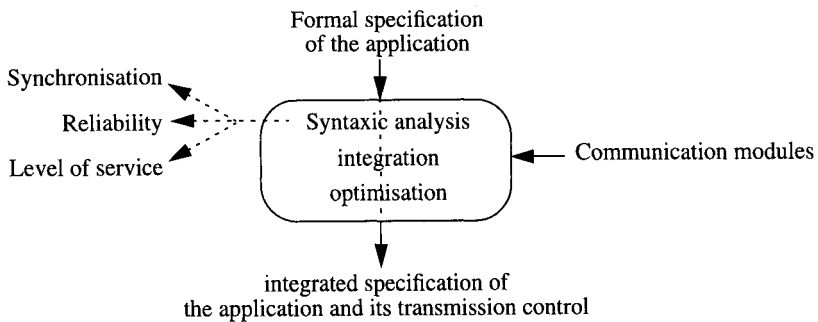 Formal specification
of the application
Synchronisation
Reliability
Level of service
Syntaxic analysis
integration
optimisation
Communication modules
integrated specification of
the application and its transmission control